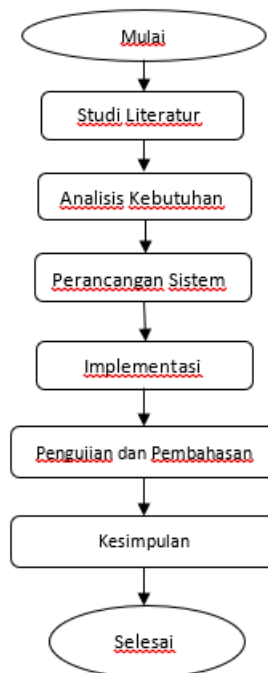 Mulai
Studi Literatur
Analisis Kebutuhan
Perancangan Sistem
Implementasi
Pengujian dan Pembahasan
Kesimpulan
Selesai